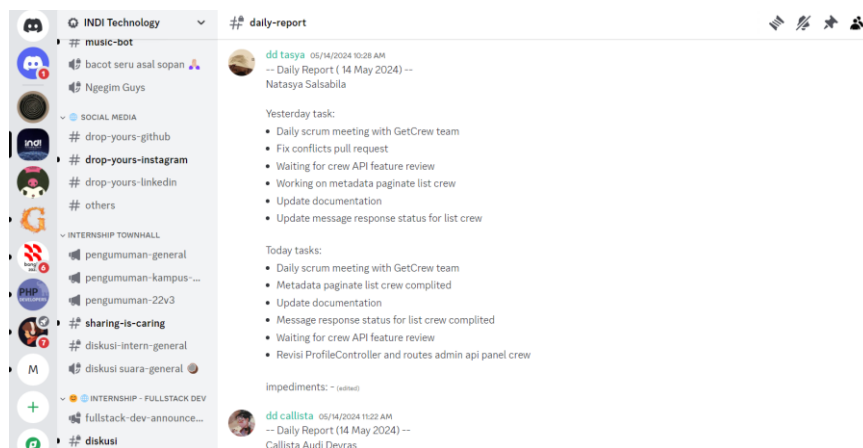 INDI Technology
music-bot
bacot seru asal sopan
Ngegim Guys
SOCIAL MEDIA
drop-yours-github
drop-yours-instagram
drop-yours-linkedin
others
INTERNSHIP TOWNHALL
pengumuman-general
pengumuman-kampus-...
pengumuman-22v3
sharing-is-caring
diskusi-intern-general
diskusi suara-general
INTERNSHIP - FULLSTACK DEV
fullstack-dev-announce...
diskusi
1
indi
G
6
PHP
DEVELOPERS
7
M
+
daily-report
dd tasya 05/14/2024 10:28 AM
-- Daily Report ( 14 May 2024) --
Natasya Salsabila
Yesterday task:
• Daily scrum meeting with GetCrew team
• Fix conflicts pull request
• Waiting for crew API feature review
• Working on metadata paginate list crew
• Update documentation
• Update message response status for list crew
Today tasks:
• Daily scrum meeting with GetCrew team
• Metadata paginate list crew complited
• Update documentation
• Message response status for list crew complited
• Waiting for crew API feature review
• Revisi ProfileController and routes admin api panel crew
impediments: - (edited)
dd callista 05/14/2024 11:22 AM
-- Daily Report (14 May 2024) --
Callista Audi Devras